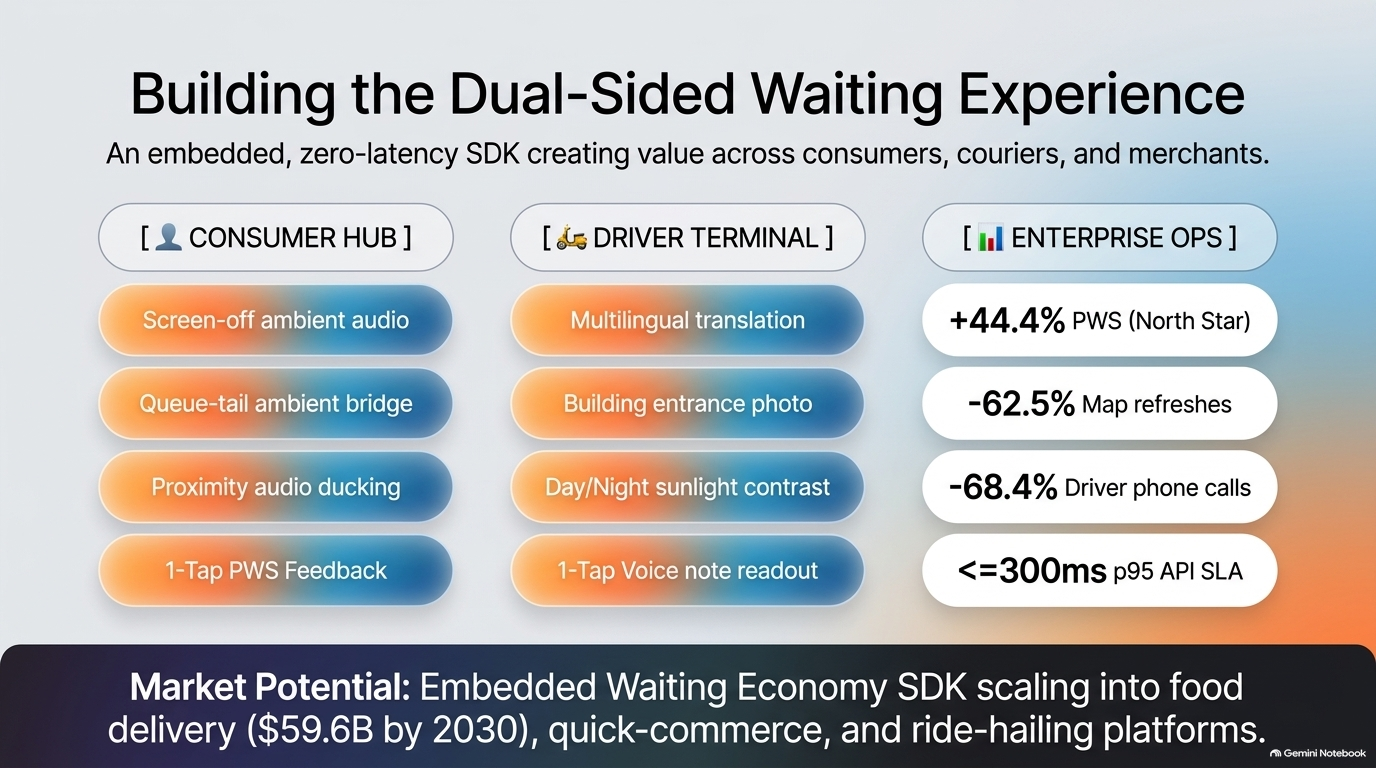 Building the Dual-Sided Waiting Experience
An embedded, zero-latency SDK creating value across consumers, couriers, and merchants.
[ 👤 CONSUMER HUB ]
Screen-off ambient audio
Queue-tail ambient bridge
Proximity audio ducking
1-Tap PWS Feedback
[ 🛵 DRIVER TERMINAL ]
Multilingual translation
Building entrance photo
Day/Night sunlight contrast
1-Tap Voice note readout
[ 📊 ENTERPRISE OPS ]
+44.4% PWS (North Star)
-62.5% Map refreshes
-68.4% Driver phone calls
<=300ms p95 API SLA
Market Potential: Embedded Waiting Economy SDK scaling into food
delivery ($59.6B by 2030), quick-commerce, and ride-hailing platforms.
Gemini Notebook